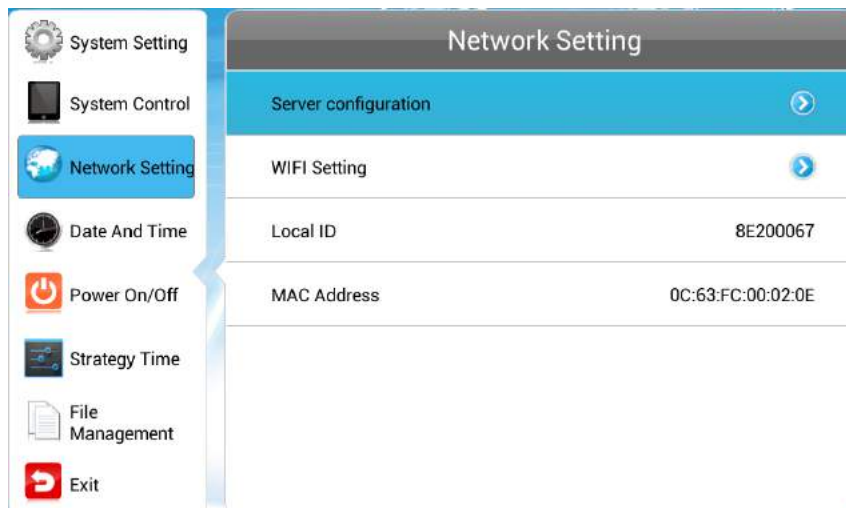 System Setting
System Control
Network Setting
Date And Time
Power On/Off
Strategy Time
File
Management
Exit
Network Setting
Server configuration
WIFI Setting
Local ID 8E200067
MAC Address 0C:63:FC:00:02:0E